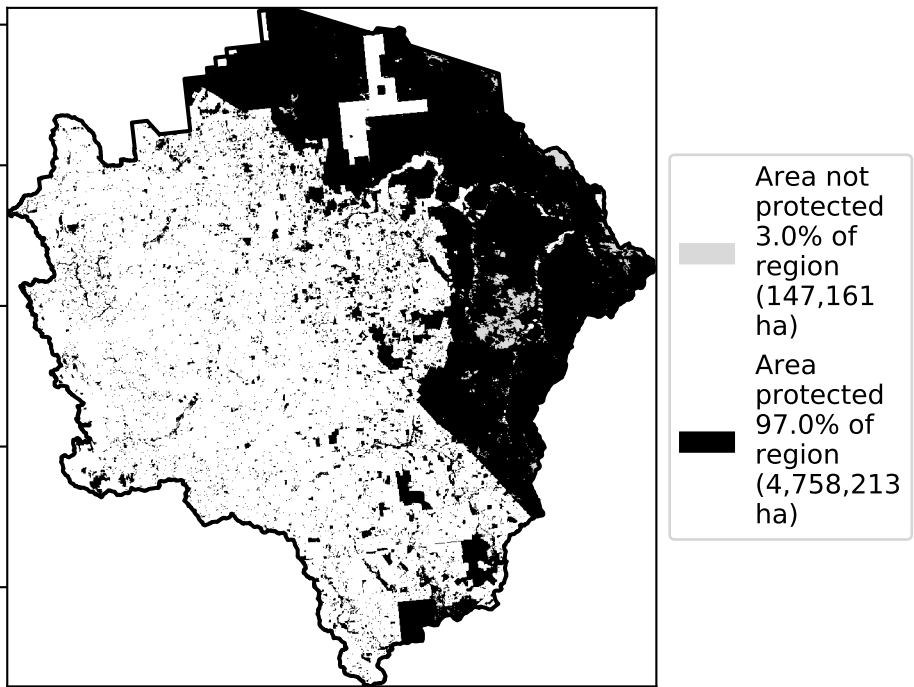 Area not
protected
3.0% of
region
(147,161
ha)
Area
protected
97.0% of
region
(4,758,213
ha)